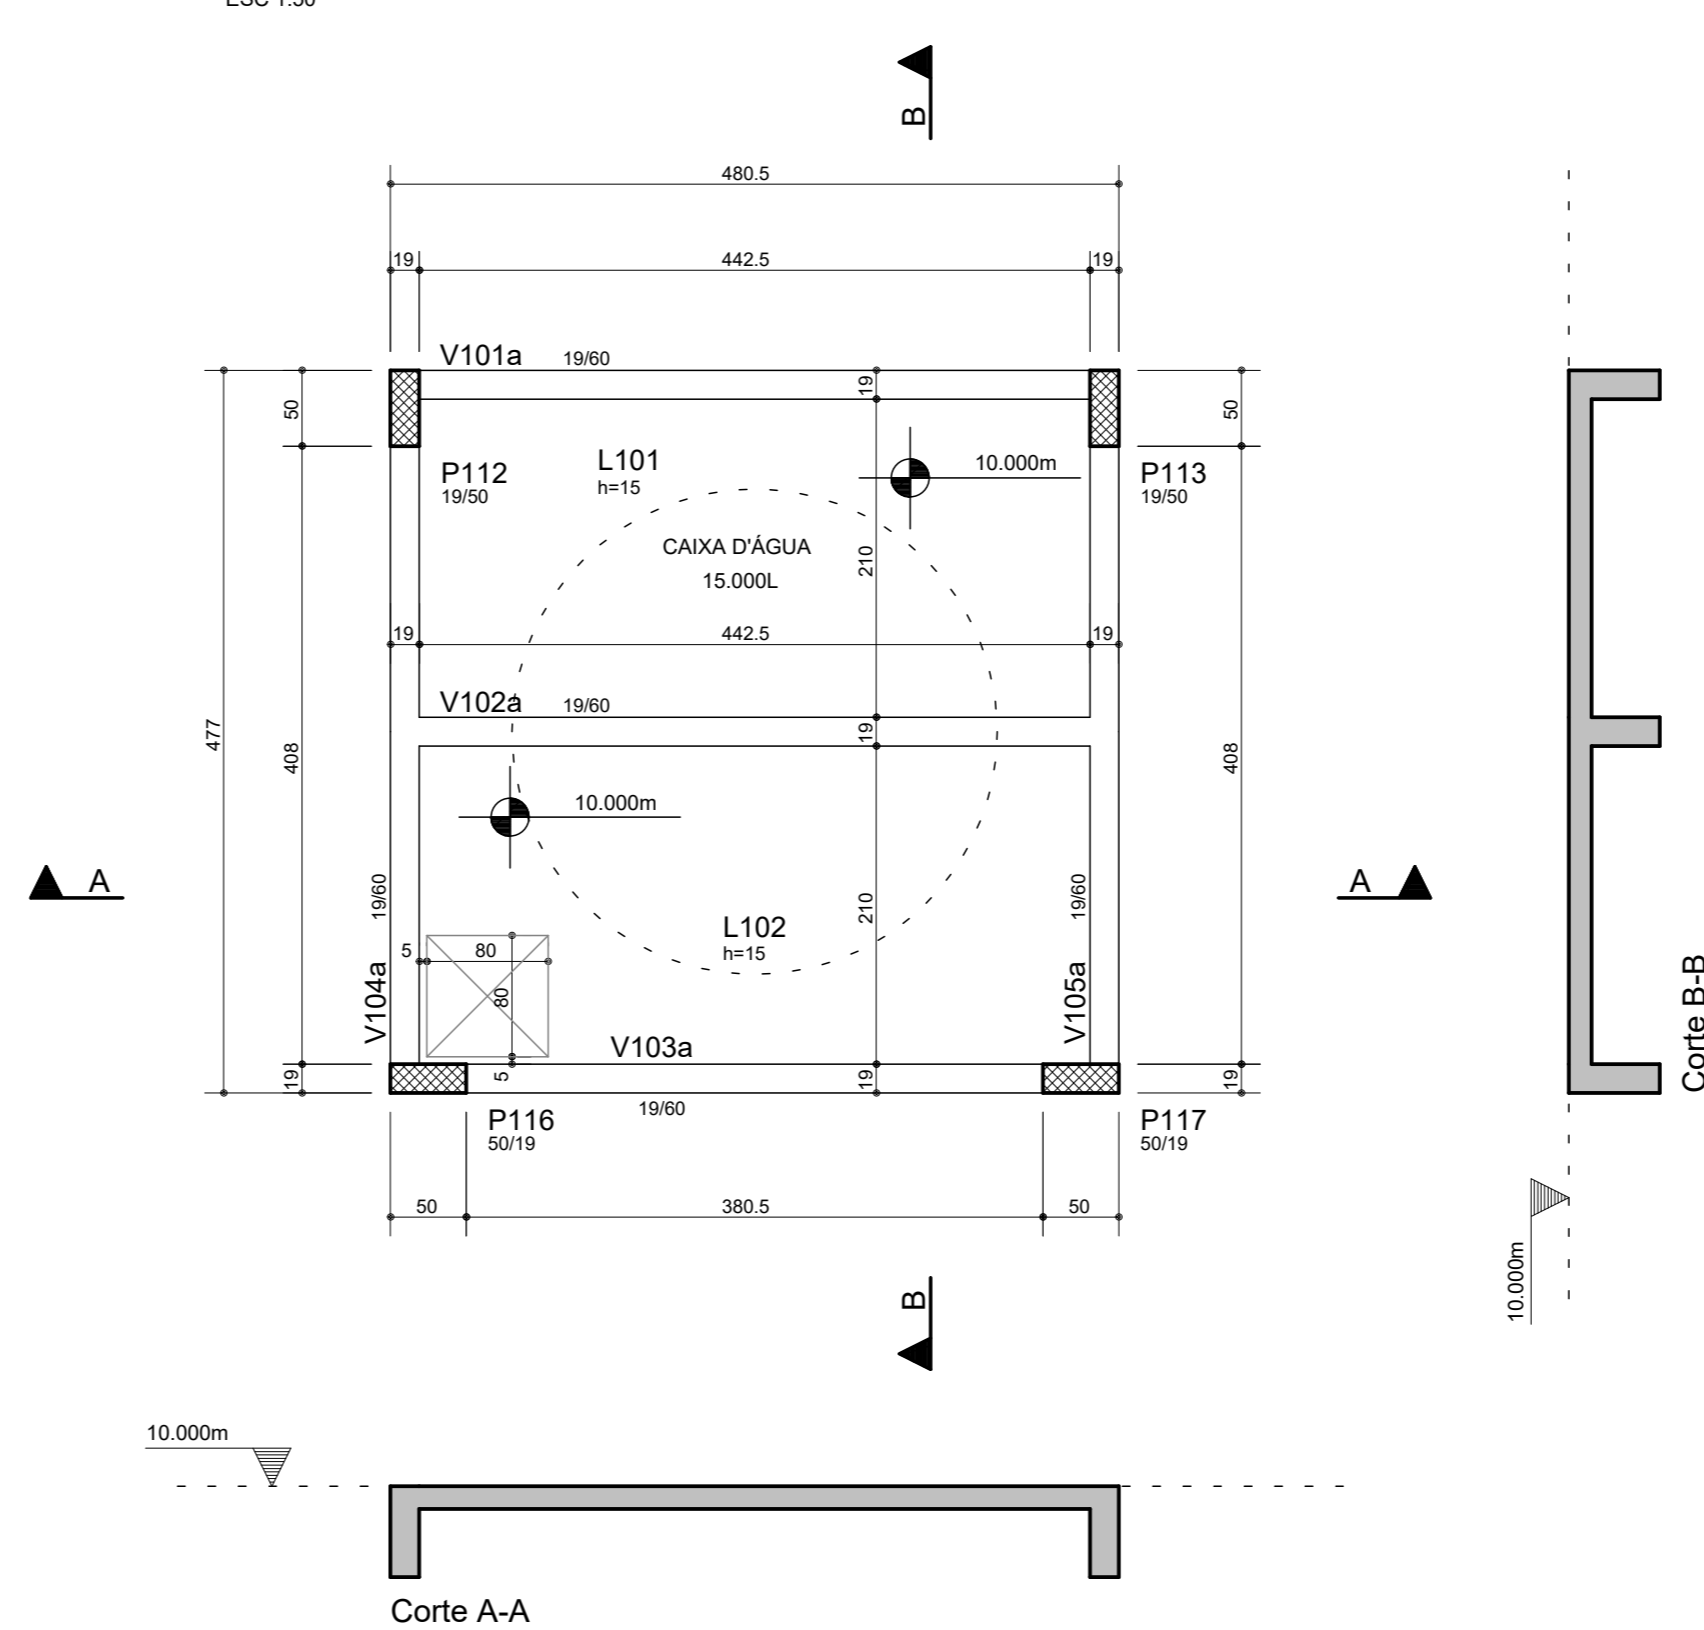 ESC 1:50
B
480.5
19
442.5
19
V101a 19/60
19
50
50
P112
19/50
L101
h=15
10.000m
P113
19/50
CAIXA D'ÁGUA
15.000L
210
19
442.5
19
V102a 19/60
19
477
408
408
10.000m
A
A
19/60
19/60
210
L102
h=15
5
80
80
V104a
V105a
Corte B-B
V103a
19
5
19
19
19/60
P116
50/19
P117
50/19
50
380.5
50
10.000m
B
10.000m
Corte A-A